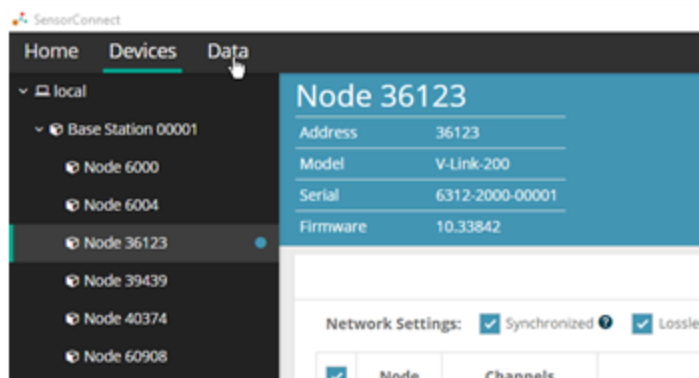 SensorConnect
Home Devices Data
local
Base Station 00001
Node 6000
Node 6004
Node 36123
Node 39439
Node 40374
Node 60908
Node 36123
Address 36123
Model V-Link-200
Serial 6312-2000-00001
Firmware 10.33842
Network Settings: Synchronized Lossle
Node Channels